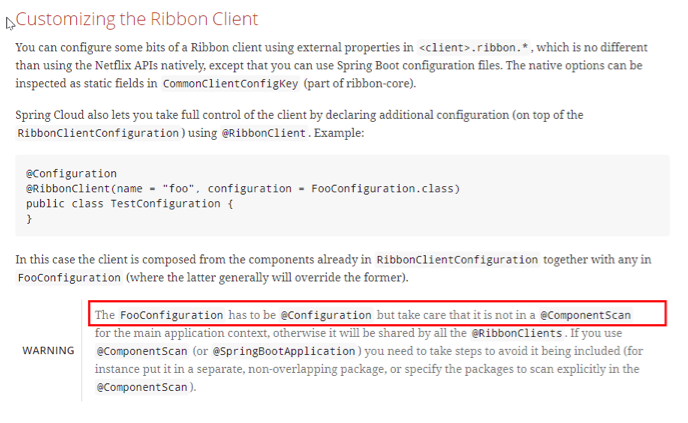 Customizing the Ribbon Client
You can configure some bits of a Ribbon client using external properties in <client>.ribbon.*, which is no different
than using the Netflix APIs natively, except that you can use Spring Boot configuration files. The native options can be
inspected as static fields in CommonClientConfigKey (part of ribbon-core).
Spring Cloud also lets you take full control of the client by declaring additional configuration (on top of the
RibbonClientConfiguration) using @RibbonClient. Example:
@Configuration
@RibbonClient(name = "foo", configuration = FooConfiguration.class)
public class TestConfiguration {
}
In this case the client is composed from the components already in RibbonClientConfiguration together with any in
FooConfiguration (where the latter generally will override the former).
The FooConfiguration has to be @Configuration but take care that it is not in a @ComponentScan
for the main application context, otherwise it will be shared by all the @RibbonClients. If you use
WARNING @ComponentScan (or @SpringBootApplication) you need to take steps to avoid it being included (for
instance put it in a separate, non-overlapping package, or specify the packages to scan explicitly in the
@ComponentScan).